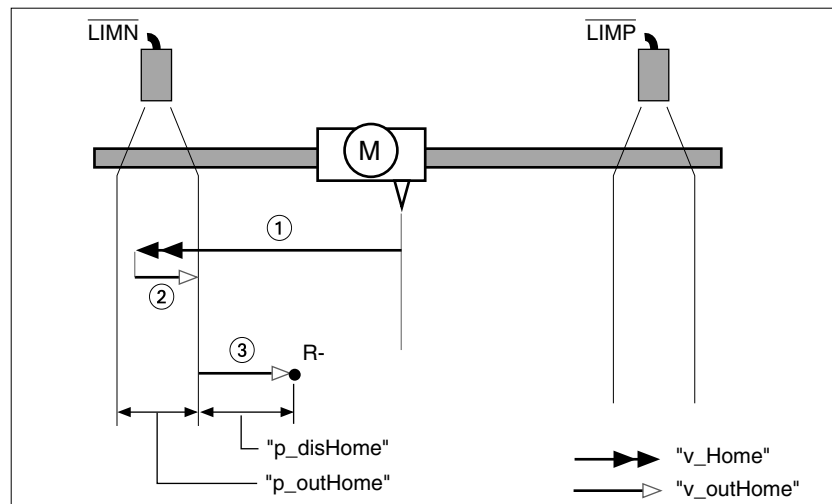 LIMN
LIMP
M
1
2
3
R-
"p_disHome"
"p_outHome"
"v_Home"
"v_outHome"